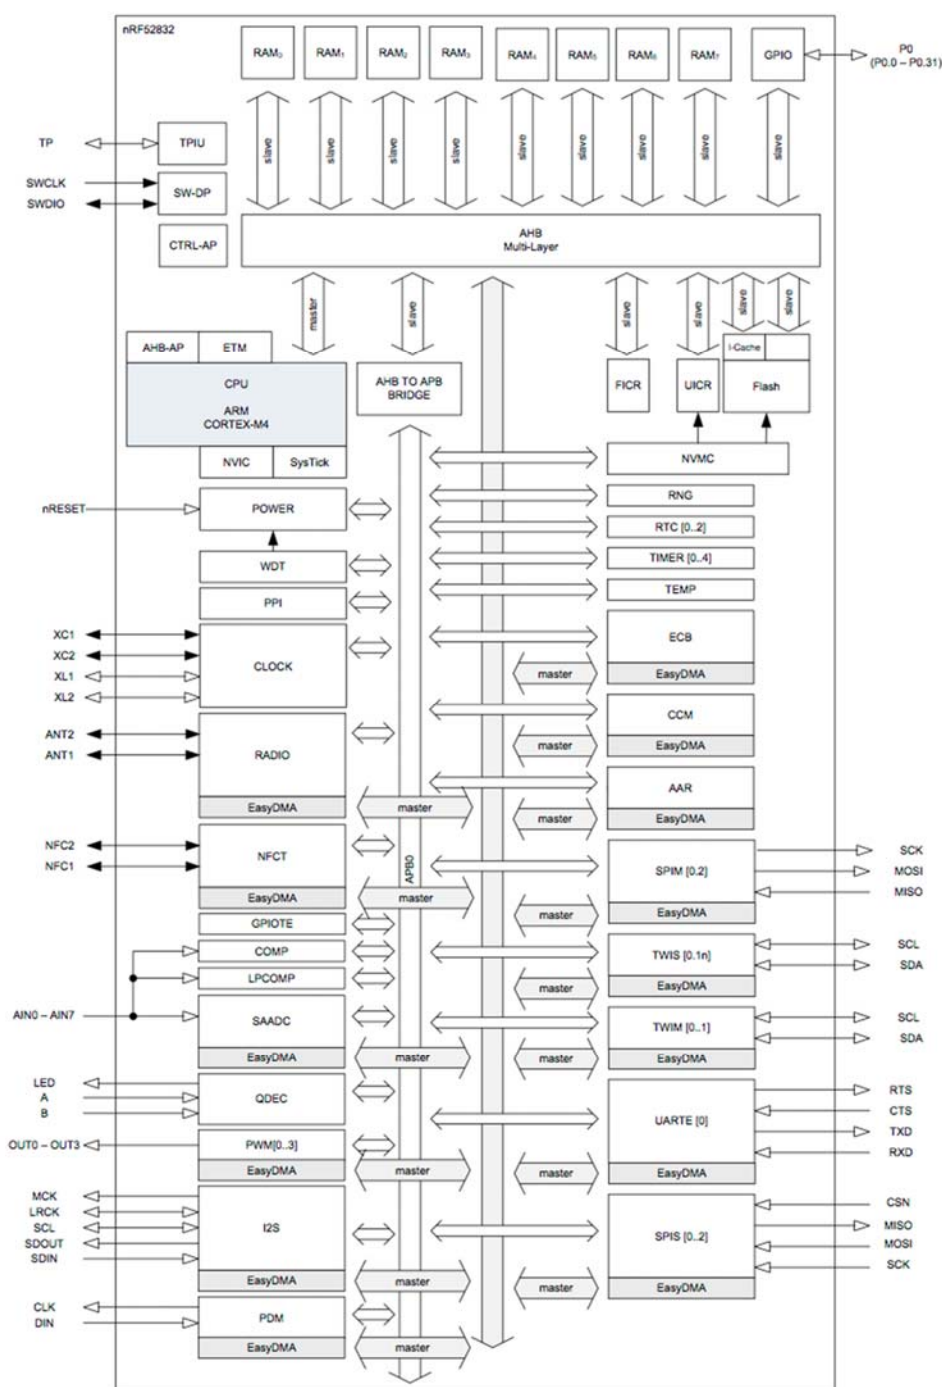 nRF52832
RAM0
RAM1
RAM2
RAM3
RAM4
RAM5
RAM6
RAM7
GPIO
P0
(P0.0 – P0.31)
slave
slave
slave
slave
slave
slave
slave
slave
slave
TP
TPIU
SWCLK
SWDIO
SW-DP
CTRL-AP
AHB
Multi-Layer
master
slave
slave
slave
slave
slave
AHB-AP
ETM
CPU
ARM
CORTEX-M4
NVIC
SysTick
AHB TO APB
BRIDGE
FICR
UICR
I-Cache
Flash
NVMC
nRESET
POWER
RNG
RTC [0..2]
WDT
TIMER [0..4]
PPI
TEMP
XC1
XC2
XL1
XL2
CLOCK
ECB
EasyDMA
master
ANT2
ANT1
RADIO
EasyDMA
master
CCM
EasyDMA
master
AAR
EasyDMA
master
NFC2
NFC1
NFCT
EasyDMA
master
APB0
SPIM [0.2]
EasyDMA
master
SCK
MOSI
MISO
GPIOTE
COMP
LPCOMP
AIN0 – AIN7
SAADC
EasyDMA
master
TWIS [0.1n]
EasyDMA
master
SCL
SDA
TWIM [0..1]
EasyDMA
master
SCL
SDA
LED
A
B
QDEC
OUT0 – OUT3
PWM[0..3]
EasyDMA
master
UARTE [0]
EasyDMA
master
RTS
CTS
TXD
RXD
MCK
LRCK
SCL
SDOUT
SDIN
I2S
EasyDMA
master
SPIS [0..2]
EasyDMA
master
CSN
MISO
MOSI
SCK
CLK
DIN
PDM
EasyDMA
master